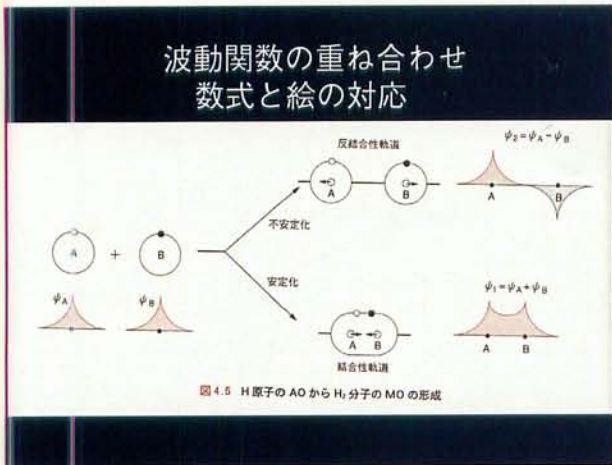 波動関数の重ね合わせ
数式と絵の対応
反結合性軌道
ψ₂=ψA−ψB
A
B
A
B
不安定化
A
+
B
安定化
ψA
ψB
ψ₁=ψA+ψB
A
B
A
B
結合性軌道
図4.5 H原子のAOからH₂分子のMOの形成